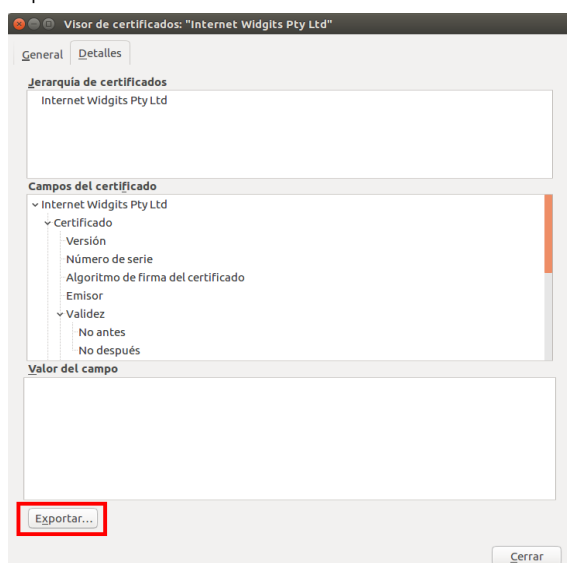 Visor de certificados: "Internet Widgits Pty Ltd"
General Detalles
Jerarquía de certificados
Internet Widgits Pty Ltd
Campos del certificado
Internet Widgits Pty Ltd
Certificado
Versión
Número de serie
Algoritmo de firma del certificado
Emisor
Validez
No antes
No después
Valor del campo
Exportar...
Cerrar